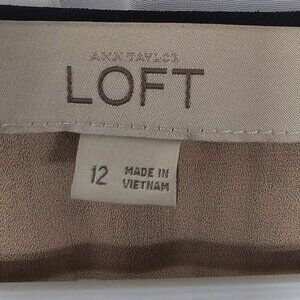 ANN TAYLOR
LOFT
12
MADE IN
VIETNAM